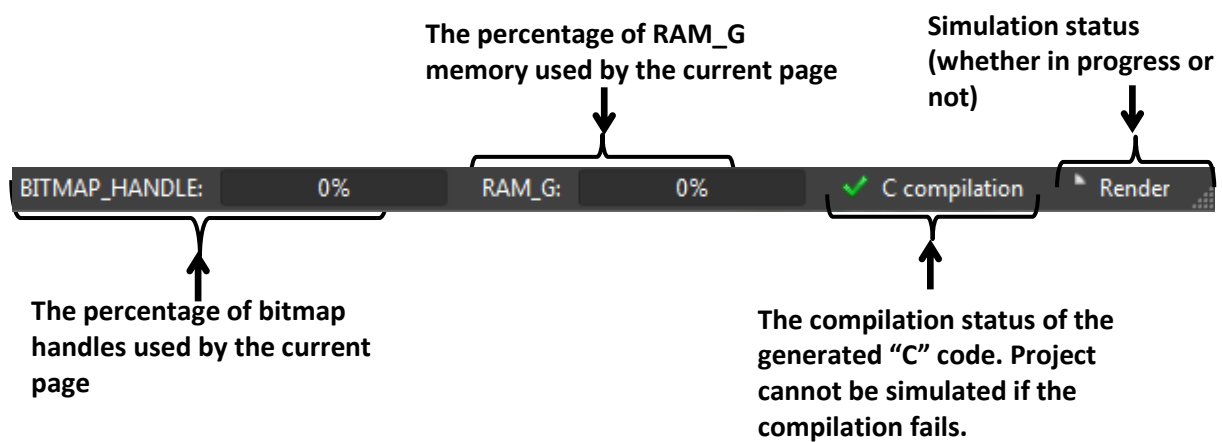 The percentage of RAM_G
memory used by the current page
Simulation status
(whether in progress or
not)
BITMAP_HANDLE: 0% RAM_G: 0% C compilation Render
The percentage of bitmap
handles used by the current
page
The compilation status of the
generated “C” code. Project
cannot be simulated if the
compilation fails.